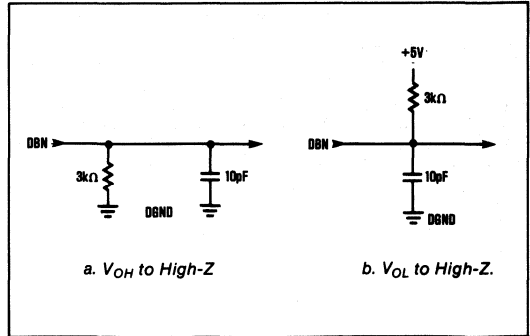 +5V
3kΩ
DBN
DBN
3kΩ
10pF
10pF
DGND
DGND
a. VOH to High-Z
b. VOL to High-Z.